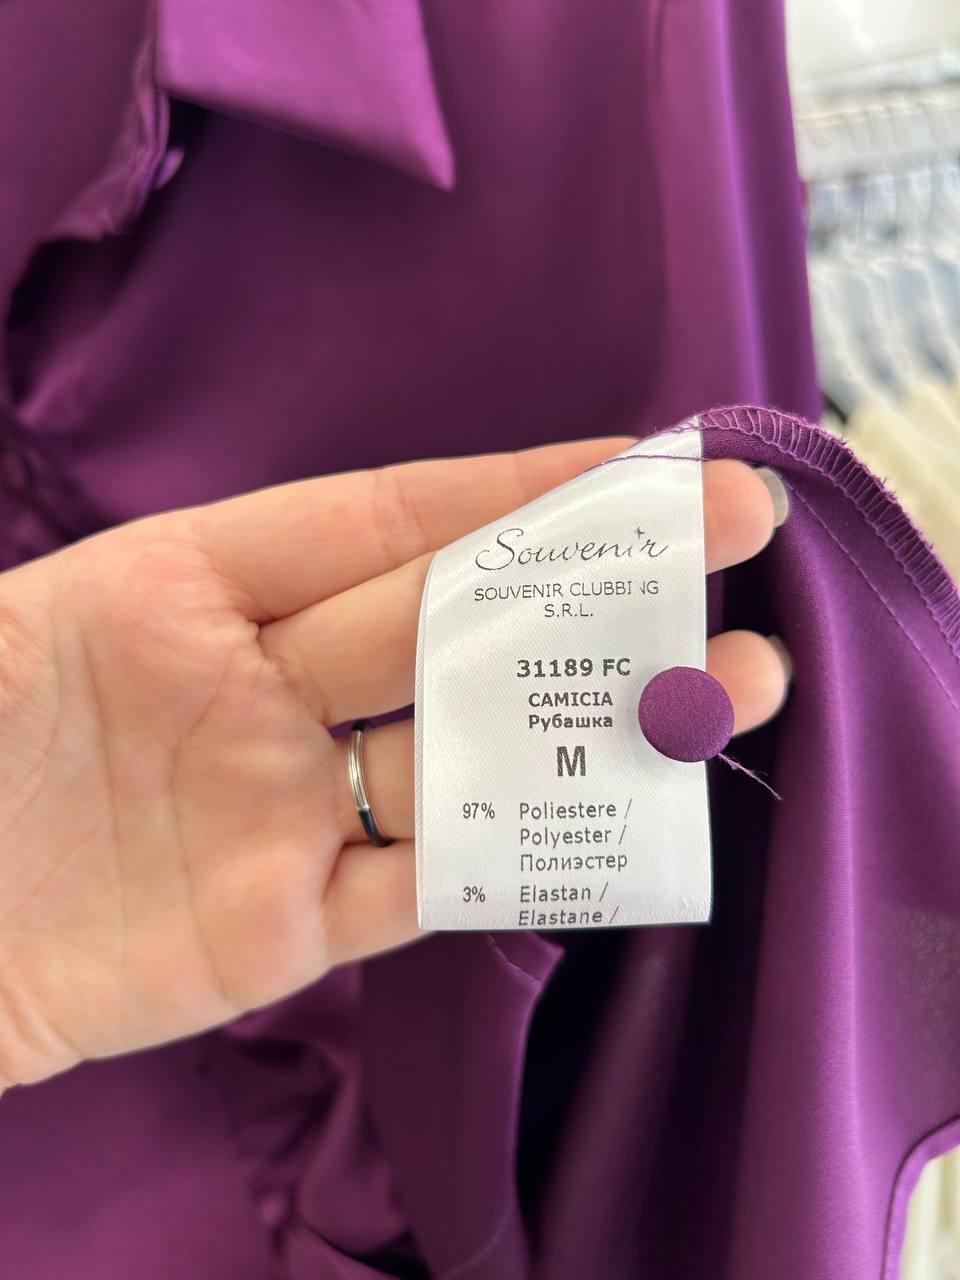 Souvenir
SOUVENIR CLUBBING
S.R.L.
31189 FC
CAMICIA
Рубашка
M
97% Poliestere /
Polyester /
Полиэстер
3% Elastan /
Elastane /